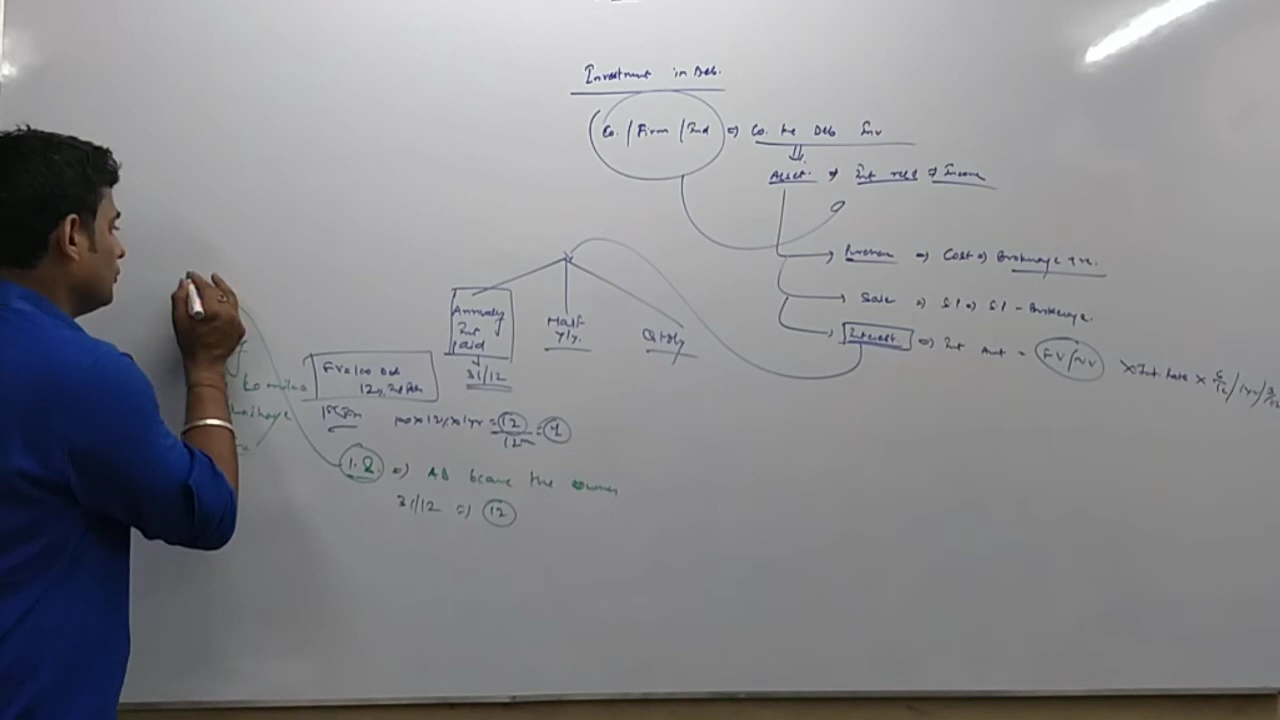 Investment in Deb.
(Co. / Firm / Ind ⇒ Co. ke Deb Inv
Asset ⇒ Int recd ⇒ Income
Purchase ⇒ Cost ⇒ Brokerage
Sale ⇒ S.P. ⇒ S.P. - Brokerage.
Interest. ⇒ Int Amt = FV/NV × Int. Rate × 6/12 / 1yr / 3/12
Annualy Int paid
Half yly.
Qtrly
31/12
FV ₹ 100 Deb
12%
1st Jan
100 × 12% × 1yr = 12
12m = 1
1.8 ⇒ AB became the owner
31/12 ⇒ 12